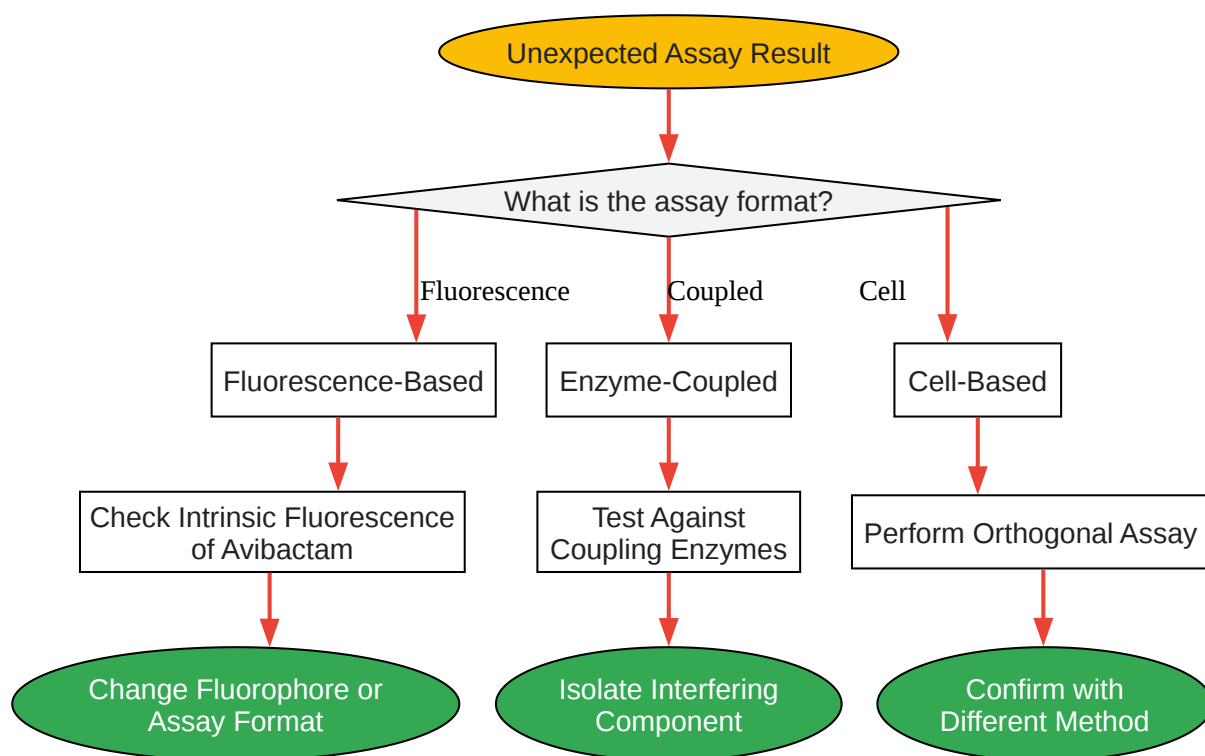 Unexpected Assay Result
What is the assay format?
Fluorescence
Coupled
Cell
Fluorescence-Based
Enzyme-Coupled
Cell-Based
Check Intrinsic Fluorescence
of Avibactam
Test Against
Coupling Enzymes
Perform Orthogonal Assay
Change Fluorophore or
Assay Format
Isolate Interfering
Component
Confirm with
Different Method